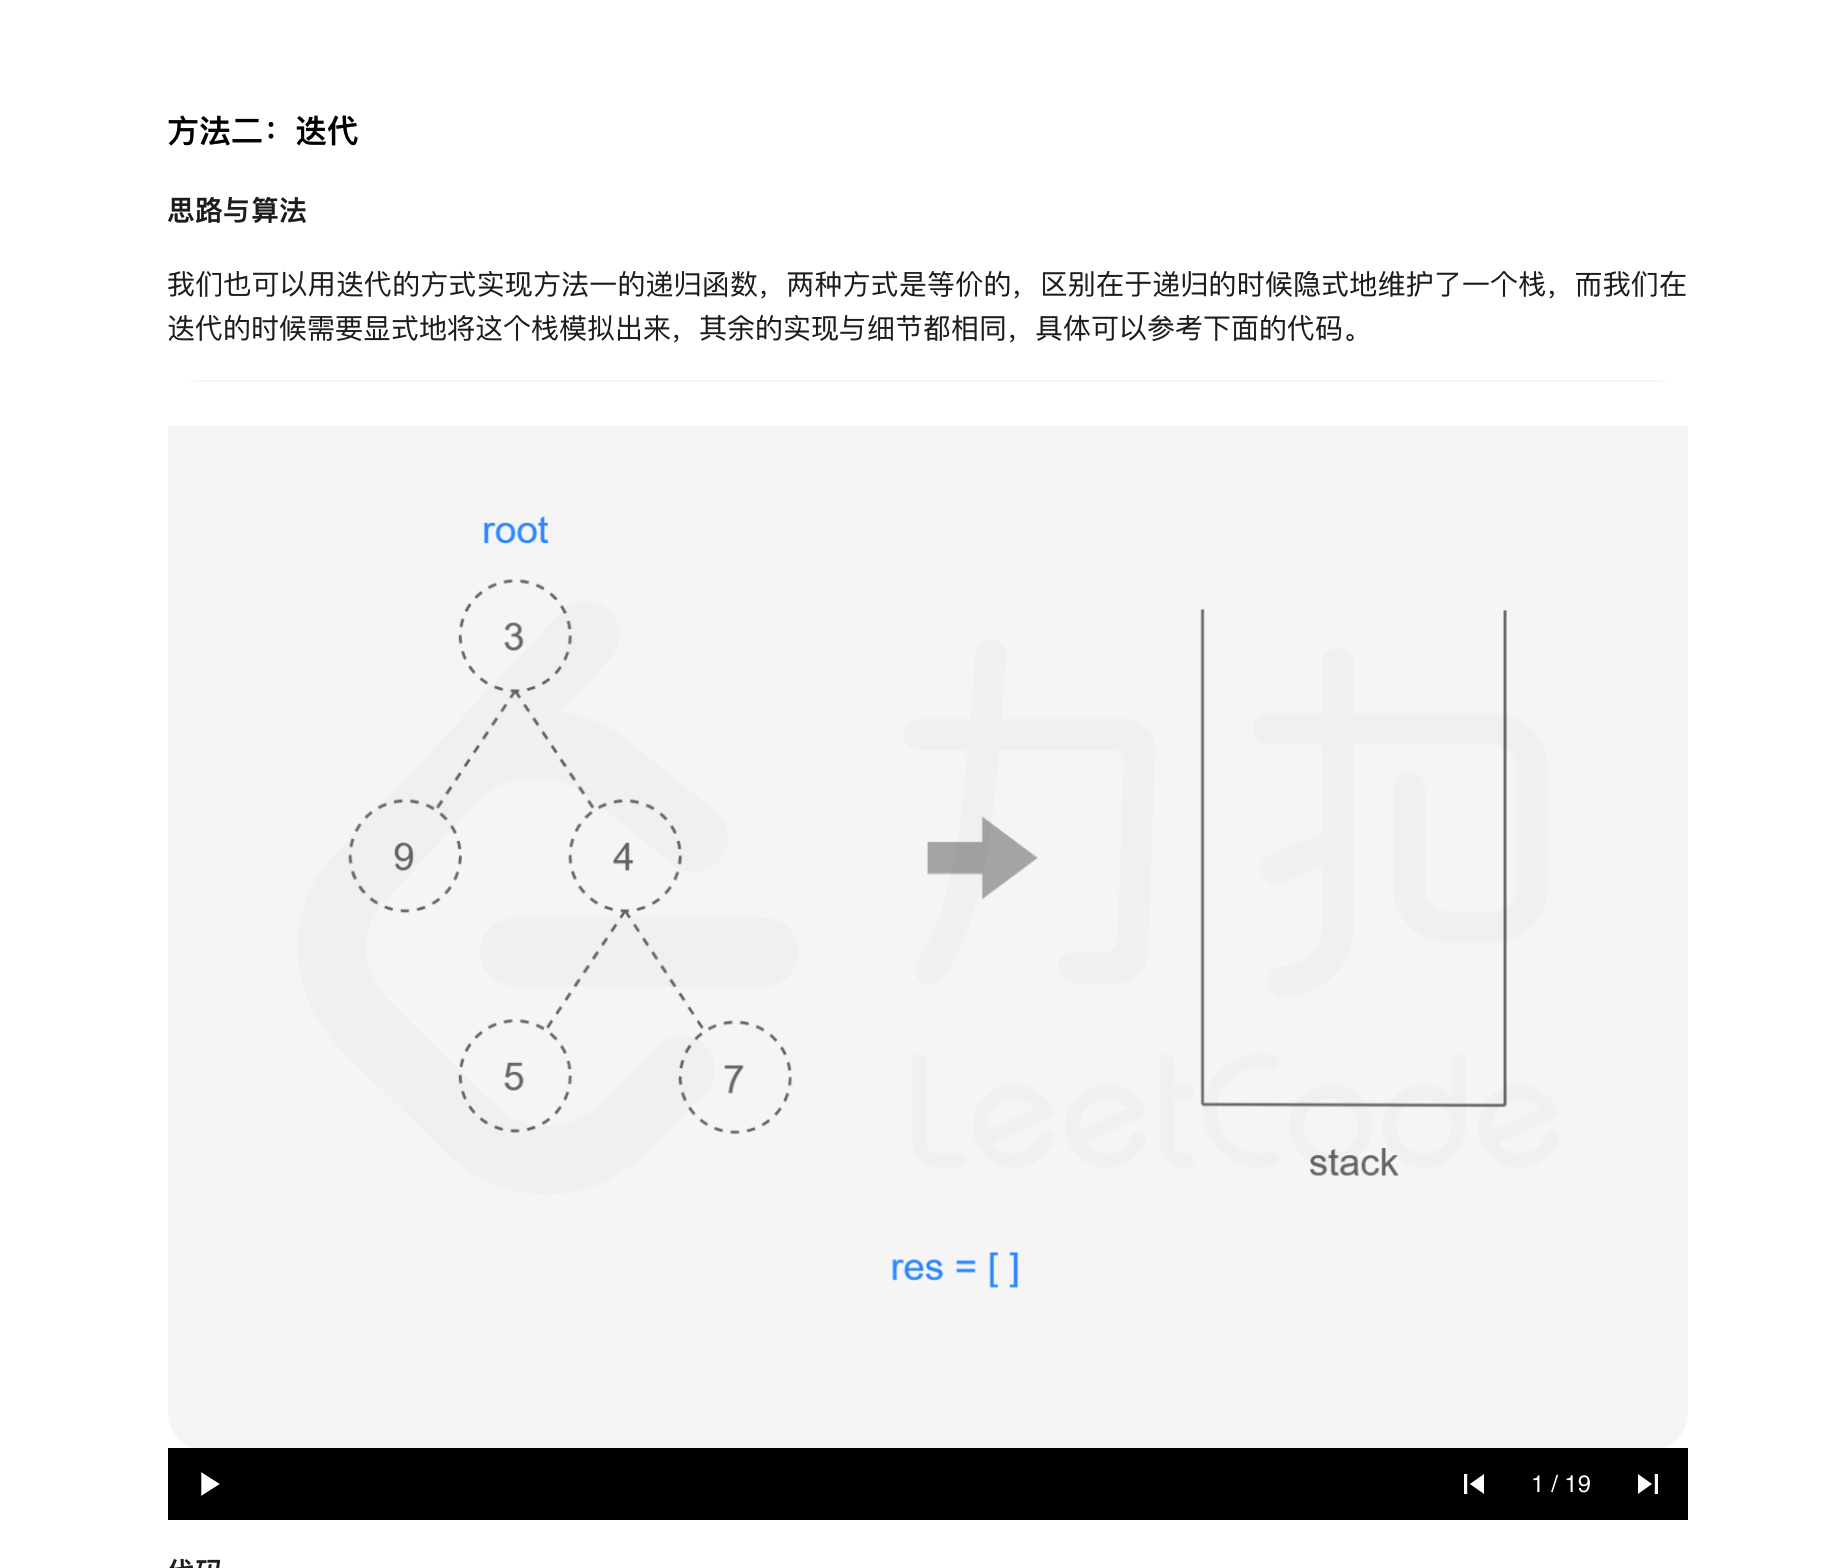 方法二：迭代
思路与算法
我们也可以用迭代的方式实现方法一的递归函数，两种方式是等价的，区别在于递归的时候隐式地维护了一个栈，而我们在
迭代的时候需要显式地将这个栈模拟出来，其余的实现与细节都相同，具体可以参考下面的代码。
root
3
9
4
5
7
力扣
LeetCode
stack
res = [ ]
1 / 19
代码